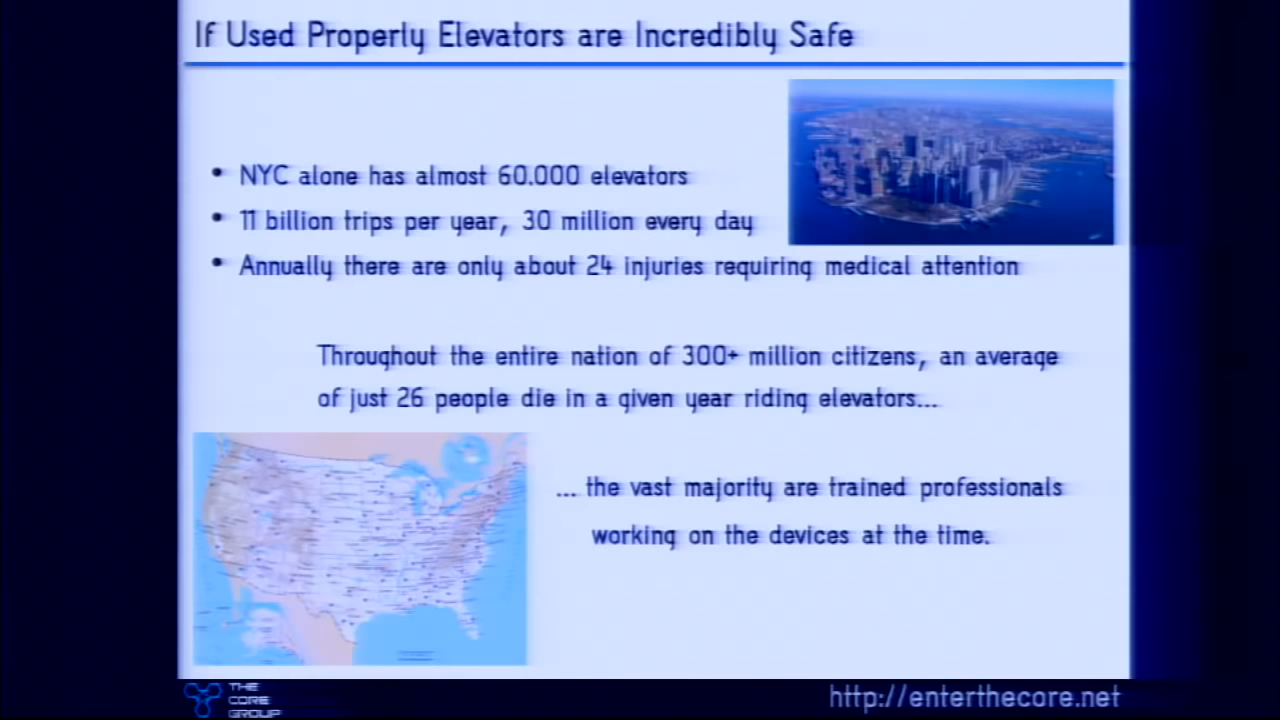 If Used Properly Elevators are Incredibly Safe
• NYC alone has almost 60.000 elevators
• 11 billion trips per year, 30 million every day
• Annually there are only about 24 injuries requiring medical attention
Throughout the entire nation of 300+ million citizens, an average
of just 26 people die in a given year riding elevators...
... the vast majority are trained professionals
working on the devices at the time.
THE
CORE
GROUP
http://enterthecore.net